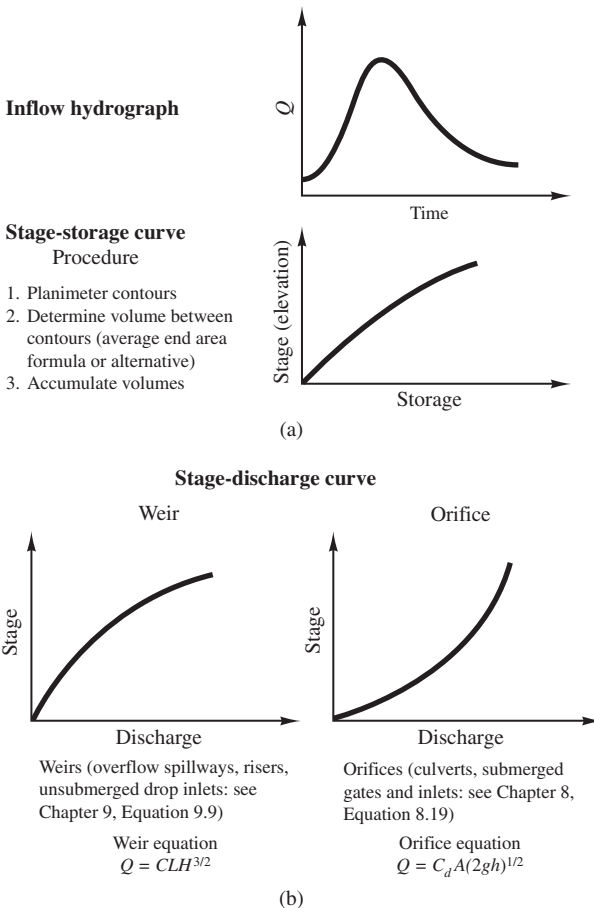 Inflow hydrograph
Q
Time
Stage-storage curve
Procedure
1. Planimeter contours
2. Determine volume between
contours (average end area
formula or alternative)
3. Accumulate volumes
Stage (elevation)
Storage
(a)
Stage-discharge curve
Weir
Stage
Discharge
Weirs (overflow spillways, risers,
unsubmerged drop inlets: see
Chapter 9, Equation 9.9)
Weir equation
Q = CLH^{3/2}
Orifice
Stage
Discharge
Orifices (culverts, submerged
gates and inlets: see Chapter 8,
Equation 8.19)
Orifice equation
Q = C_d A(2gh)^{1/2}
(b)